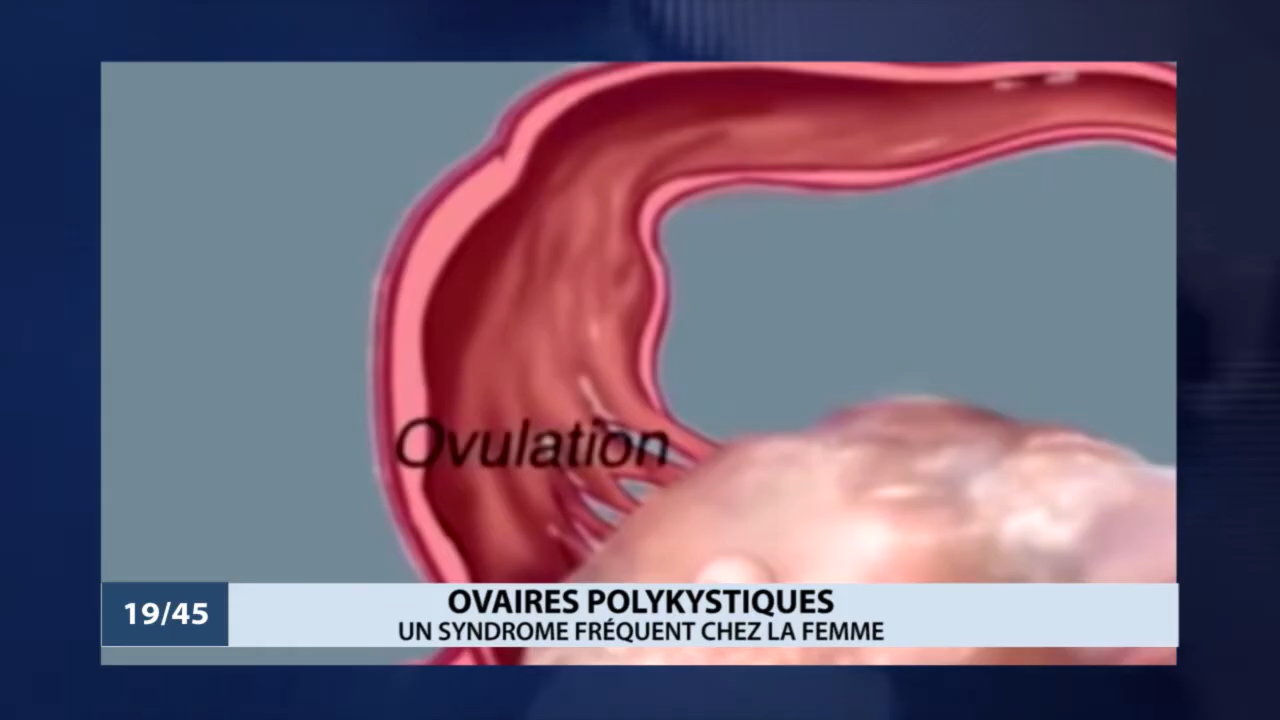 Ovulation
19/45
OVAIRES POLYKYSTIQUES
UN SYNDROME FRÉQUENT CHEZ LA FEMME